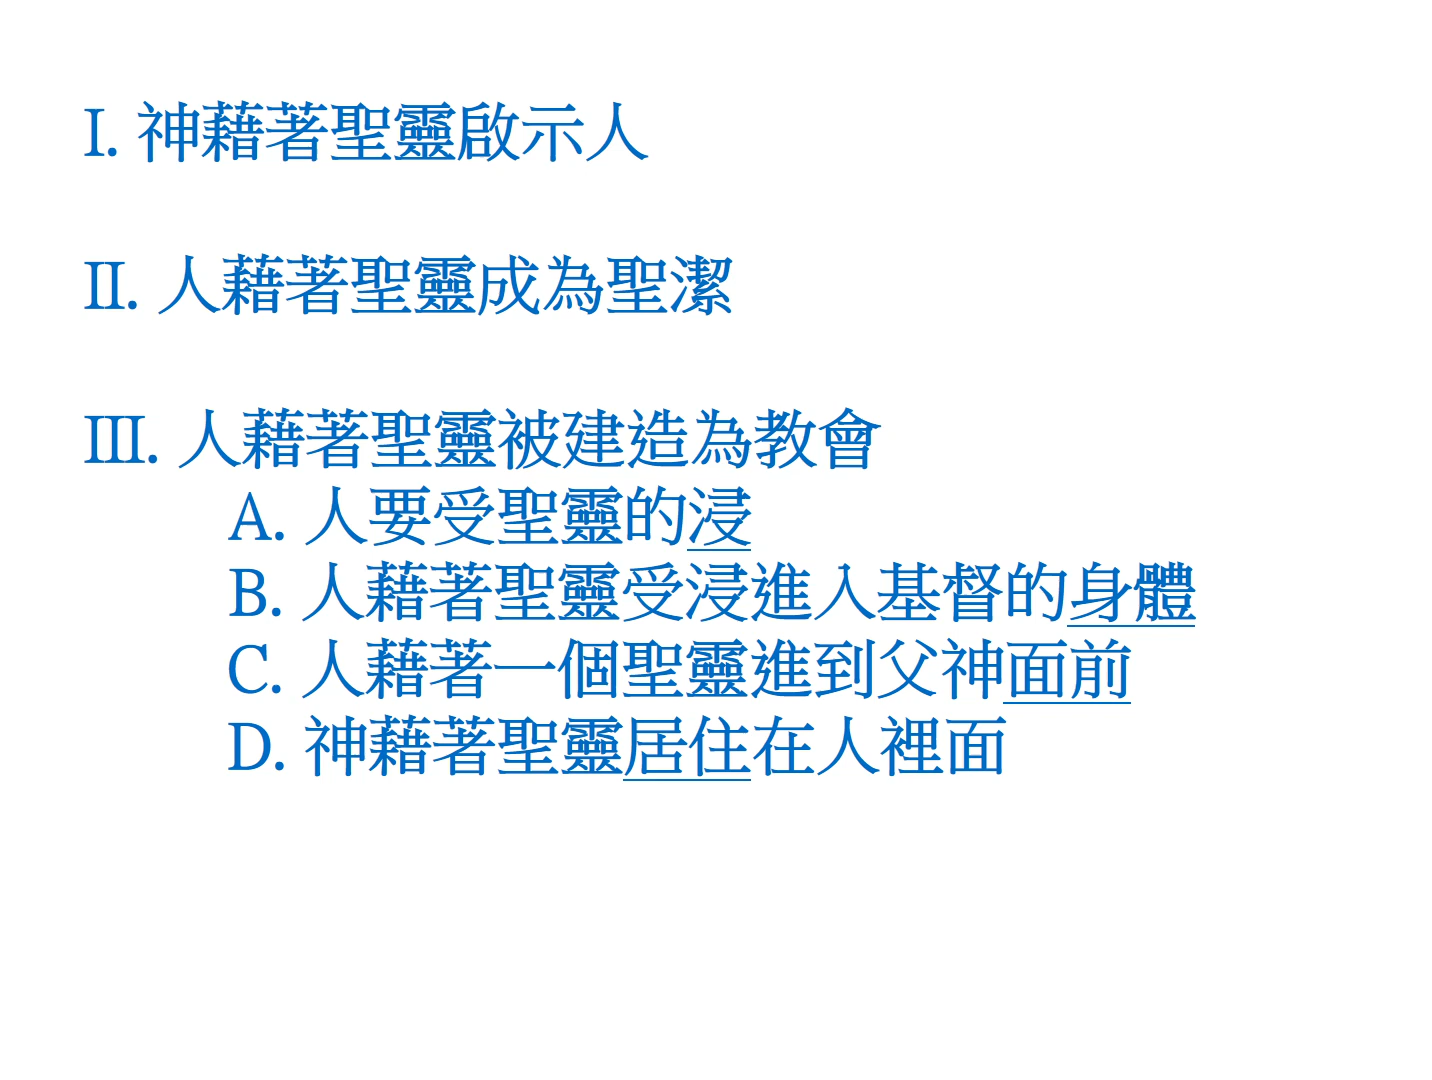 I. 神藉著聖靈啟示人
II. 人藉著聖靈成為聖潔
III. 人藉著聖靈被建造為教會
A. 人要受聖靈的浸
B. 人藉著聖靈受浸進入基督的身體
C. 人藉著一個聖靈進到父神面前
D. 神藉著聖靈居住在人裡面